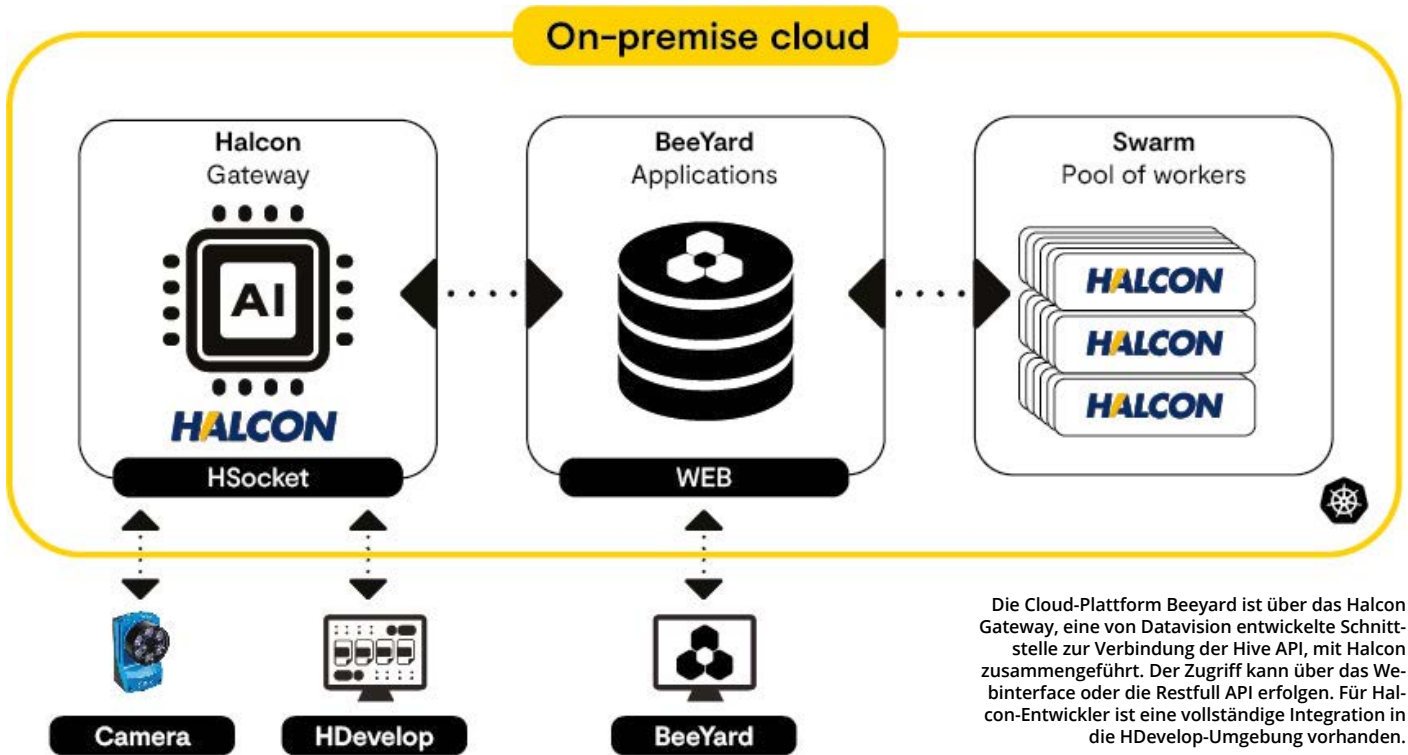 On-premise cloud
Halcon
Gateway
AI
HALCON
HSocket
BeeYard
Applications
WEB
Swarm
Pool of workers
HALCON
HALCON
HALCON
Camera
HDevelop
BeeYard
Die Cloud-Plattform Beeyard ist über das Halcon
Gateway, eine von Datavision entwickelte Schnitt-
stelle zur Verbindung der Hive API, mit Halcon
zusammengeführt. Der Zugriff kann über das We-
binterface oder die Restfull API erfolgen. Für Hal-
con-Entwickler ist eine vollständige Integration in
die HDevelop-Umgebung vorhanden.